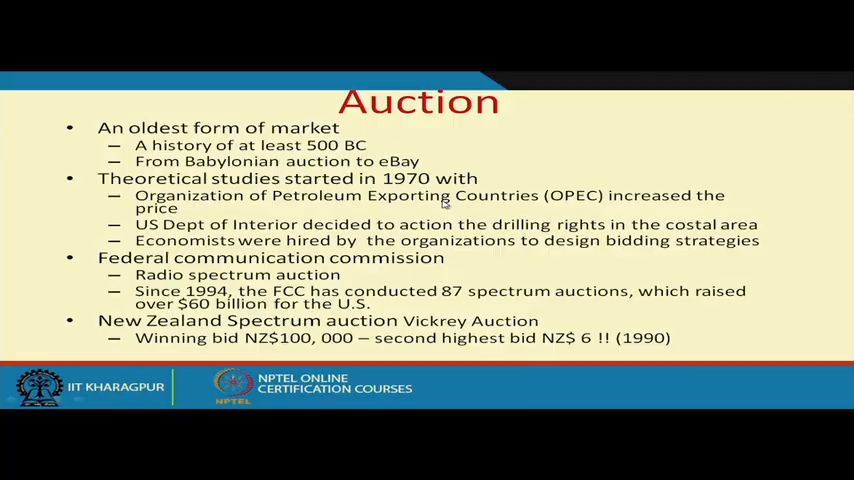 Auction
• An oldest form of market
– A history of at least 500 BC
– From Babylonian auction to eBay
• Theoretical studies started in 1970 with
– Organization of Petroleum Exporting Countries (OPEC) increased the
price
– US Dept of Interior decided to action the drilling rights in the costal area
– Economists were hired by the organizations to design bidding strategies
• Federal communication commission
– Radio spectrum auction
– Since 1994, the FCC has conducted 87 spectrum auctions, which raised
over $60 billion for the U.S.
• New Zealand Spectrum auction Vickrey Auction
– Winning bid NZ$100, 000 – second highest bid NZ$ 6 !! (1990)
IIT KHARAGPUR
NPTEL
NPTEL ONLINE
CERTIFICATION COURSES